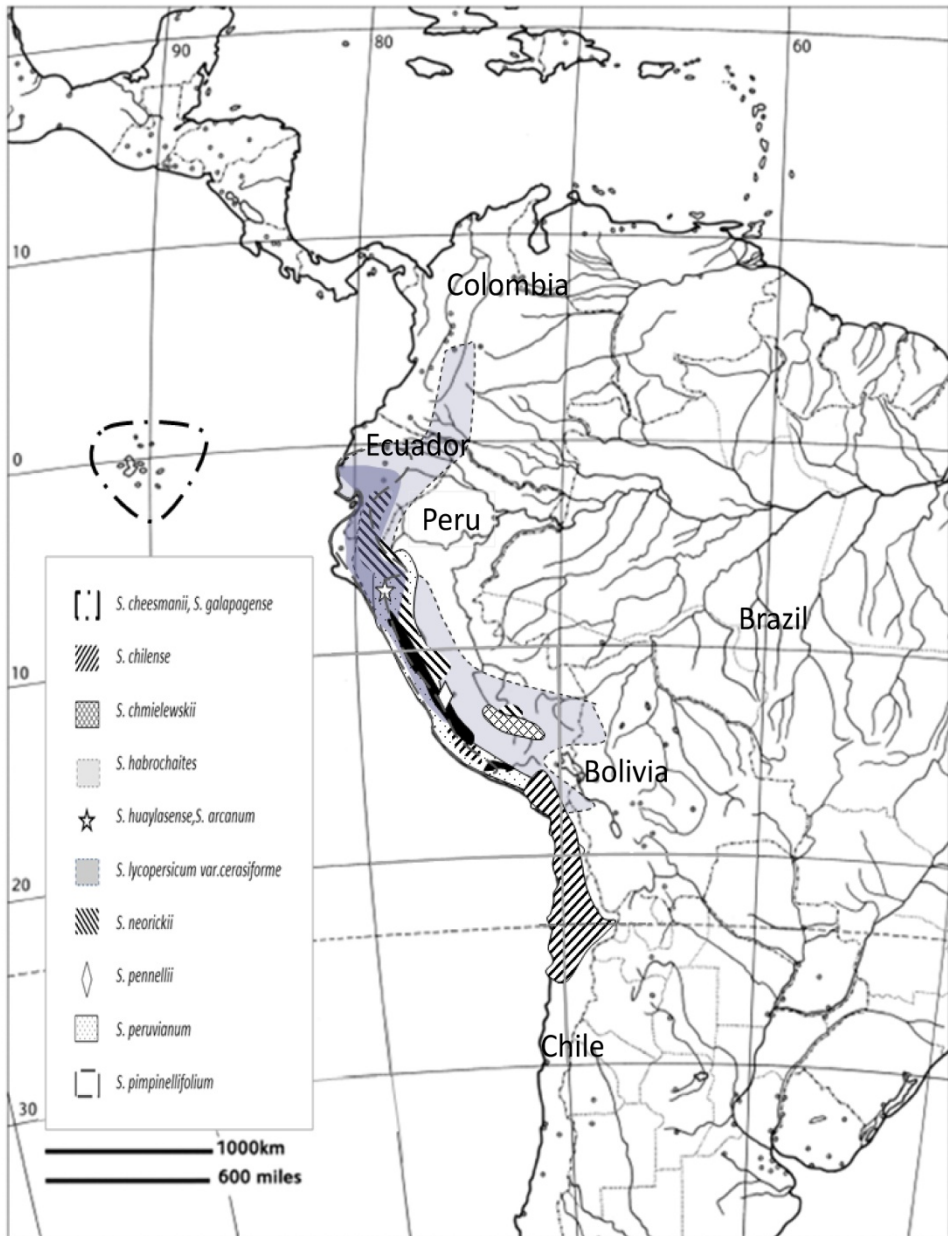 90
80
60
10
Colombia
0
Ecuador
Peru
S. cheesmanii, S. galapagense
S. chilense
Brazil
10
S. chmielewskii
S. habrochaites
Bolivia
S. huaylasense,S. arcanum
S. lycopersicum var.cerasiforme
20
S. neorickii
S. pennellii
S. peruvianum
Chile
S. pimpinellifolium
30
1000km
600 miles